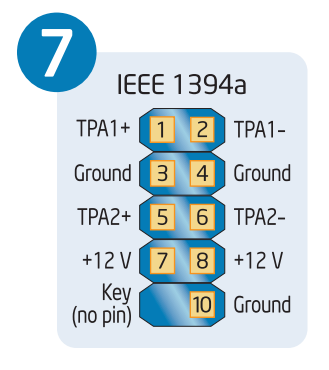 7
IEEE 1394a
TPA1+ 1 2 TPA1-
Ground 3 4 Ground
TPA2+ 5 6 TPA2-
+12 V 7 8 +12 V
Key
(no pin) 10 Ground